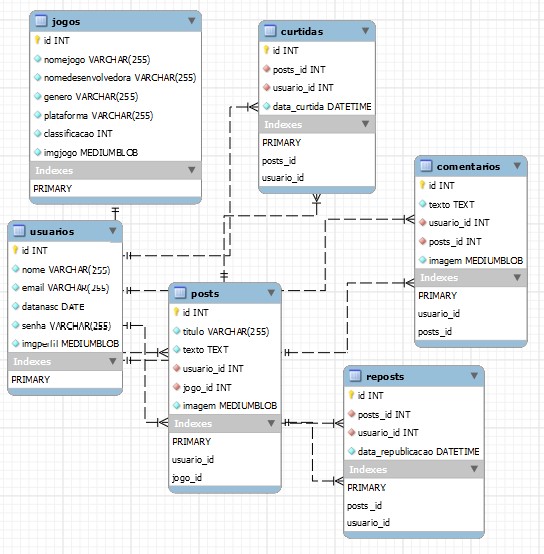 jogos
id INT
nomejogo VARCHAR(255)
nomedesenvolvedora VARCHAR(255)
genero VARCHAR(255)
plataforma VARCHAR(255)
classificacao INT
imgjogo MEDIUMBLOB
Indexes
PRIMARY
curtidas
id INT
posts_id INT
usuario_id INT
data_curtida DATETIME
Indexes
PRIMARY
posts_id
usuario_id
comentarios
id INT
texto TEXT
usuario_id INT
posts_id INT
imagem MEDIUMBLOB
Indexes
PRIMARY
usuario_id
posts_id
usuarios
id INT
nome VARCHAR(255)
email VARCHAR(255)
datanasc DATE
senha VARCHAR(255)
imgperfil MEDIUMBLOB
Indexes
PRIMARY
posts
id INT
titulo VARCHAR(255)
texto TEXT
usuario_id INT
jogo_id INT
imagem MEDIUMBLOB
Indexes
PRIMARY
usuario_id
jogo_id
reposts
id INT
posts_id INT
usuario_id INT
data_republicacao DATETIME
Indexes
PRIMARY
posts_id
usuario_id